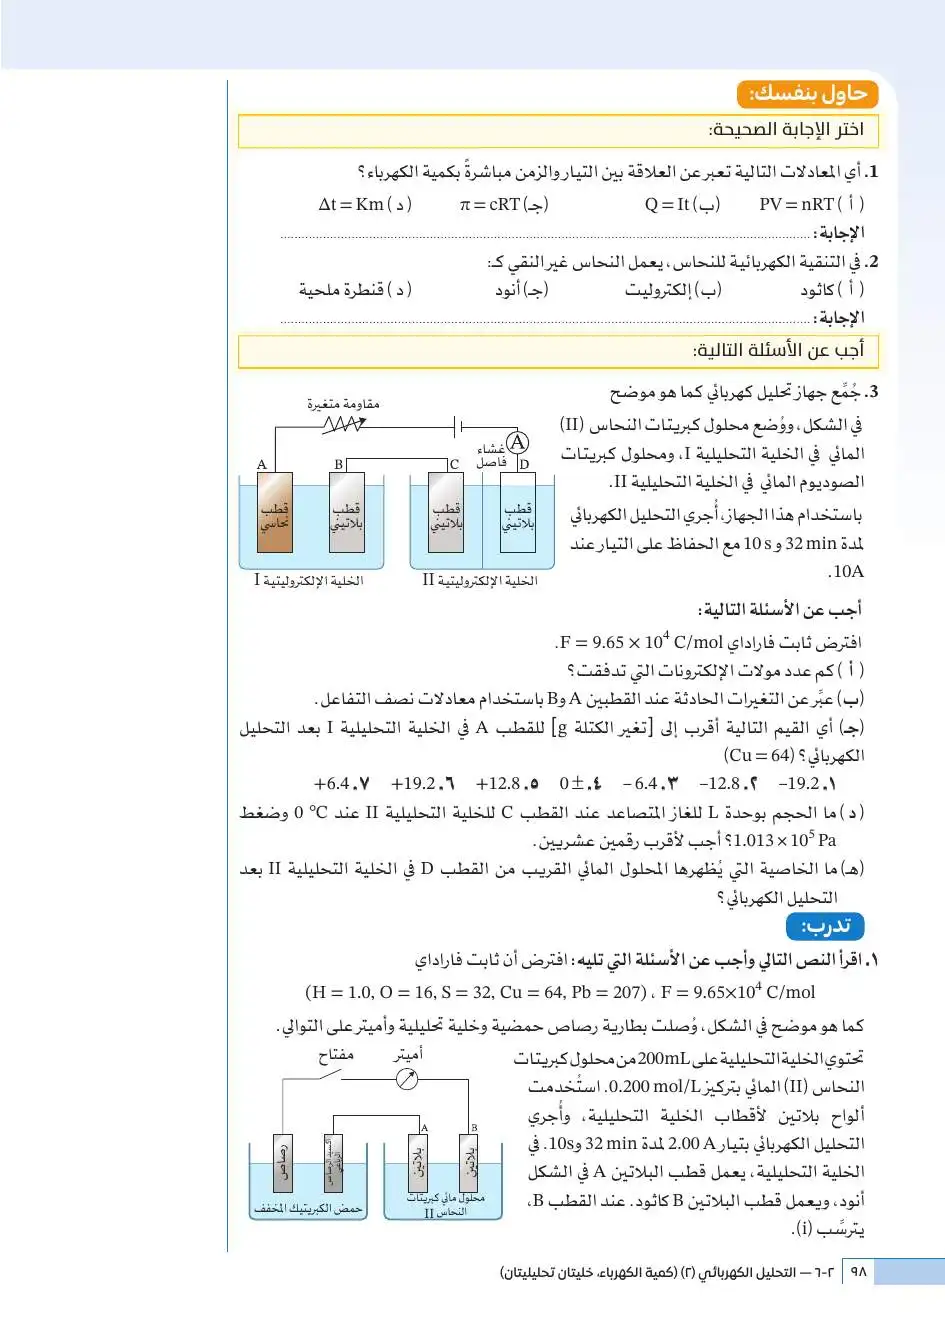 حاول بنفسك:
اختر الإجابة الصحيحة:
1. أي المعادلات التالية تعبر عن العلاقة بين التيار والزمن مباشرةً بكمية الكهرباء؟
( أ ) PV = nRT (ب) Q = It (جـ) π = cRT ( د ) Δt = Km
الإجابة: ........................................
2. في التنقية الكهربائية للنحاس، يعمل النحاس غير النقي كـ:
( أ ) كاثود (ب) إلكتروليت (جـ) أنود ( د ) قنطرة ملحية
الإجابة: ........................................
أجب عن الأسئلة التالية:
3. جُمِّع جهاز تحليل كهربائي كما هو موضح
في الشكل، ووُضع محلول كبريتات النحاس (II)
المائي في الخلية التحليلية I، ومحلول كبريتات
الصوديوم المائي في الخلية التحليلية II.
باستخدام هذا الجهاز، أُجري التحليل الكهربائي
لمدة 32 min و 10 s مع الحفاظ على التيار عند
10A.
مقاومة متغيرة
A
غشاء
فاصل
A B C D
قطب
نحاسي
قطب
بلاتيني
قطب
بلاتيني
قطب
بلاتيني
الخلية الإلكتروليتية I
الخلية الإلكتروليتية II
أجب عن الأسئلة التالية:
افترض ثابت فاراداي F = 9.65 × 10⁴ C/mol.
( أ ) كم عدد مولات الإلكترونات التي تدفقت؟
(ب) عبِّر عن التغيرات الحادثة عند القطبين A وB باستخدام معادلات نصف التفاعل.
(جـ) أي القيم التالية أقرب إلى [تغير الكتلة g] للقطب A في الخلية التحليلية I بعد التحليل
الكهربائي؟ (Cu = 64)
١. 19.2– ٢. 12.8– ٣. 6.4 – ٤. ±0 ٥. 12.8+ ٦. 19.2+ ٧. 6.4+
( د ) ما الحجم بوحدة L للغاز المتصاعد عند القطب C للخلية التحليلية II عند 0 °C وضغط
1.013 × 10⁵ Pa؟ أجب لأقرب رقمين عشريين.
(هـ) ما الخاصية التي يُظهرها المحلول المائي القريب من القطب D في الخلية التحليلية II بعد
التحليل الكهربائي؟
تدرب:
١. اقرأ النص التالي وأجب عن الأسئلة التي تليه: افترض أن ثابت فاراداي
(H = 1.0, O = 16, S = 32, Cu = 64, Pb = 207) ، F = 9.65×10⁴ C/mol
كما هو موضح في الشكل، وُصلت بطارية رصاص حمضية وخلية تحليلية وأميتر على التوالي.
تحتوي الخلية التحليلية على 200mL من محلول كبريتات
النحاس (II) المائي بتركيز 0.200 mol/L. استُخدمت
ألواح بلاتين لأقطاب الخلية التحليلية، وأُجري
التحليل الكهربائي بتيار 2.00 A لمدة 32 min و10s. في
الخلية التحليلية، يعمل قطب البلاتين A في الشكل
أنود، ويعمل قطب البلاتين B كاثود. عند القطب B،
يترسَّب (i).
مفتاح
أميتر
A
B
رصاص
بلاتين
بلاتين
حمض الكبريتيك المخفف
محلول مائي كبريتات
النحاس II
٩٨
٢-٦ — التحليل الكهربائي (٢) (كمية الكهرباء، خليتان تحليليتان)